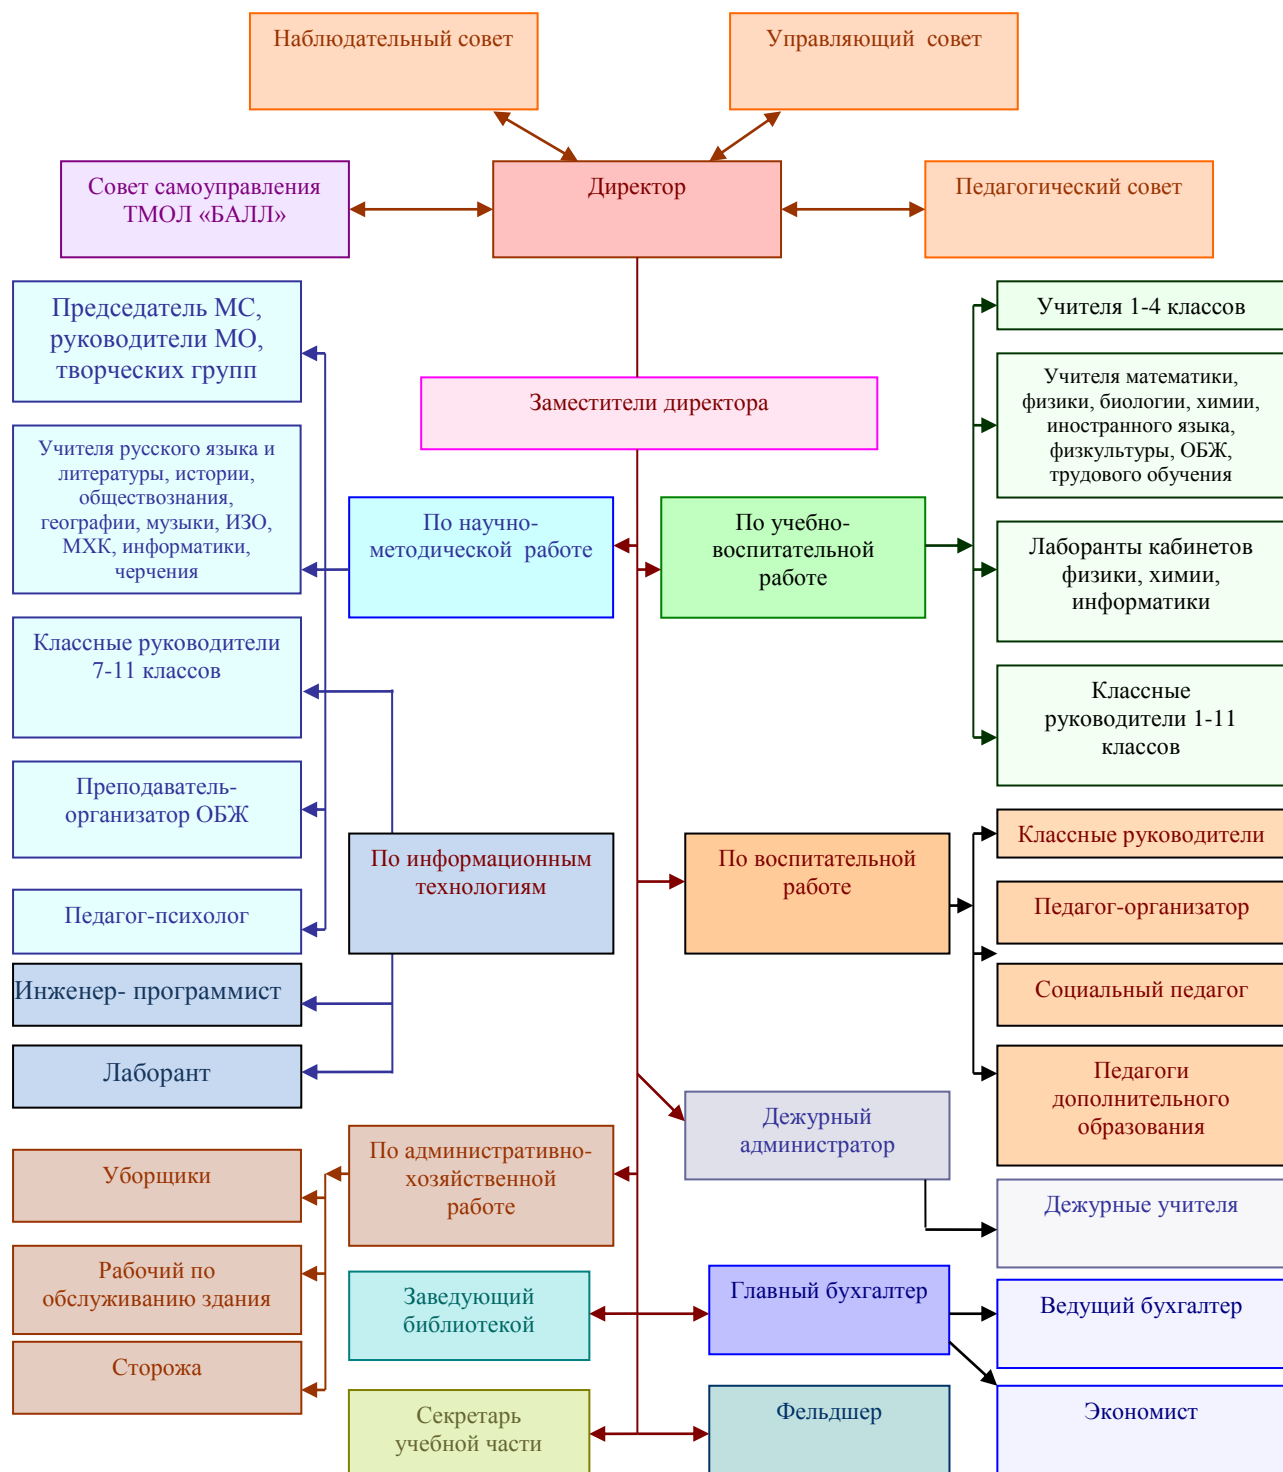 Наблюдательный совет
Управляющий совет
Совет самоуправления
ТМОЛ «БАЛЛ»
Директор
Педагогический совет
Председатель МС,
руководители МО,
творческих групп
Учителя 1-4 классов
Заместители директора
Учителя математики,
физики, биологии, химии,
иностранного языка,
физкультуры, ОБЖ,
трудового обучения
Учителя русского языка и
литературы, истории,
обществознания,
географии, музыки, ИЗО,
МХК, информатики,
черчения
По научно-
методической работе
По учебно-
воспитательной
работе
Лаборанты кабинетов
физики, химии,
информатики
Классные руководители
7-11 классов
Классные
руководители 1-11
классов
Преподаватель-
организатор ОБЖ
По информационным
технологиям
По воспитательной
работе
Классные руководители
Педагог-психолог
Педагог-организатор
Инженер- программист
Социальный педагог
Лаборант
Педагоги
дополнительного
образования
Дежурный
администратор
По административно-
хозяйственной
работе
Уборщики
Дежурные учителя
Рабочий по
обслуживанию здания
Заведующий
библиотекой
Главный бухгалтер
Ведущий бухгалтер
Сторожа
Секретарь
учебной части
Фельдшер
Экономист